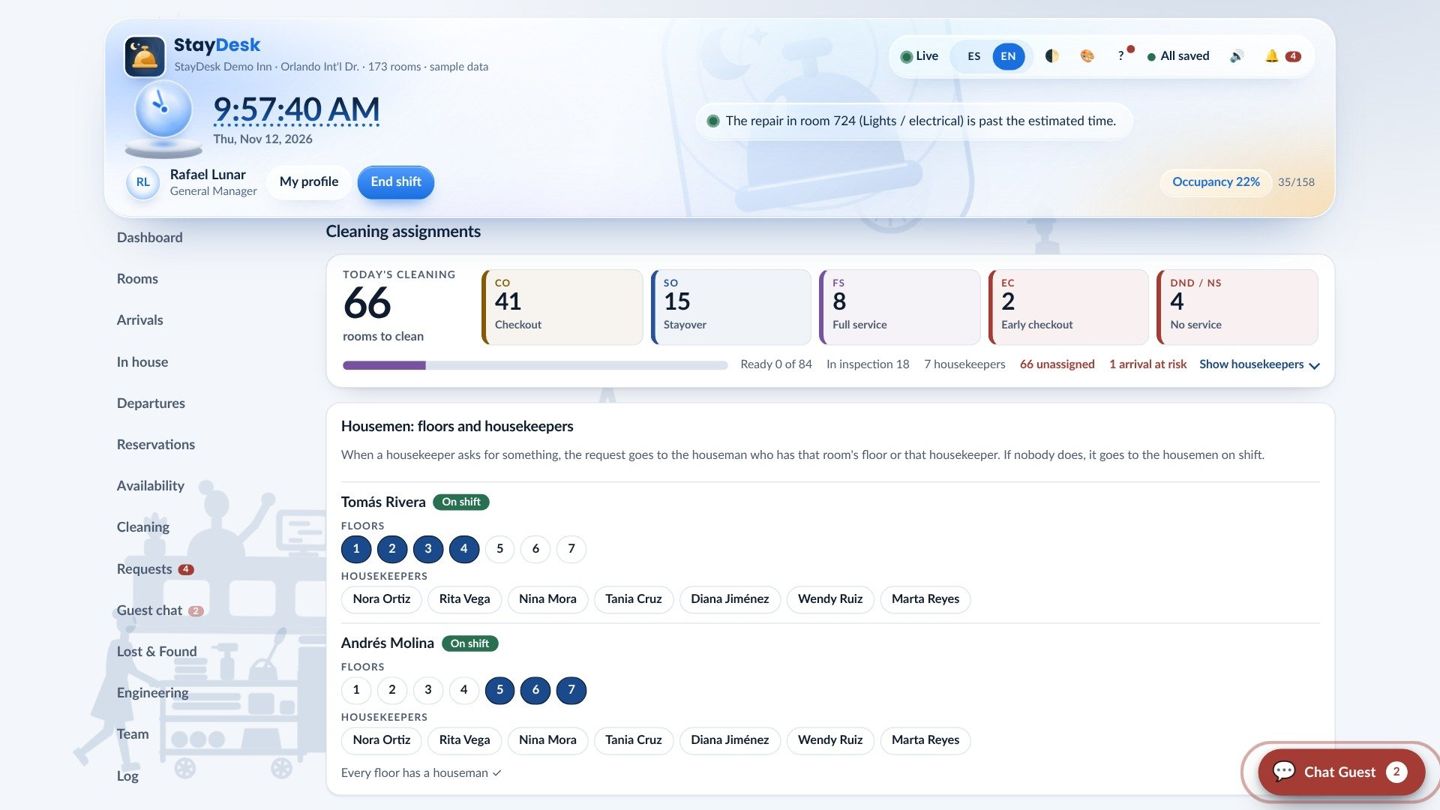 StayDesk
StayDesk Demo Inn · Orlando Int'l Dr. · 173 rooms · sample data
Live ES EN ? All saved 4
9:57:40 AM
Thu, Nov 12, 2026
The repair in room 724 (Lights / electrical) is past the estimated time.
RL
Rafael Lunar
General Manager
My profile
End shift
Occupancy 22% 35/158
Dashboard
Rooms
Arrivals
In house
Departures
Reservations
Availability
Cleaning
Requests 4
Guest chat 2
Lost & Found
Engineering
Team
Log
Cleaning assignments
TODAY'S CLEANING
66
rooms to clean
CO
41
Checkout
SO
15
Stayover
FS
8
Full service
EC
2
Early checkout
DND / NS
4
No service
Ready 0 of 84 In inspection 18 7 housekeepers 66 unassigned 1 arrival at risk Show housekeepers
Housemen: floors and housekeepers
When a housekeeper asks for something, the request goes to the houseman who has that room's floor or that housekeeper. If nobody does, it goes to the housemen on shift.
Tomás Rivera On shift
FLOORS
1 2 3 4 5 6 7
HOUSEKEEPERS
Nora Ortiz Rita Vega Nina Mora Tania Cruz Diana Jiménez Wendy Ruiz Marta Reyes
Andrés Molina On shift
FLOORS
1 2 3 4 5 6 7
HOUSEKEEPERS
Nora Ortiz Rita Vega Nina Mora Tania Cruz Diana Jiménez Wendy Ruiz Marta Reyes
Every floor has a houseman ✓
Chat Guest 2